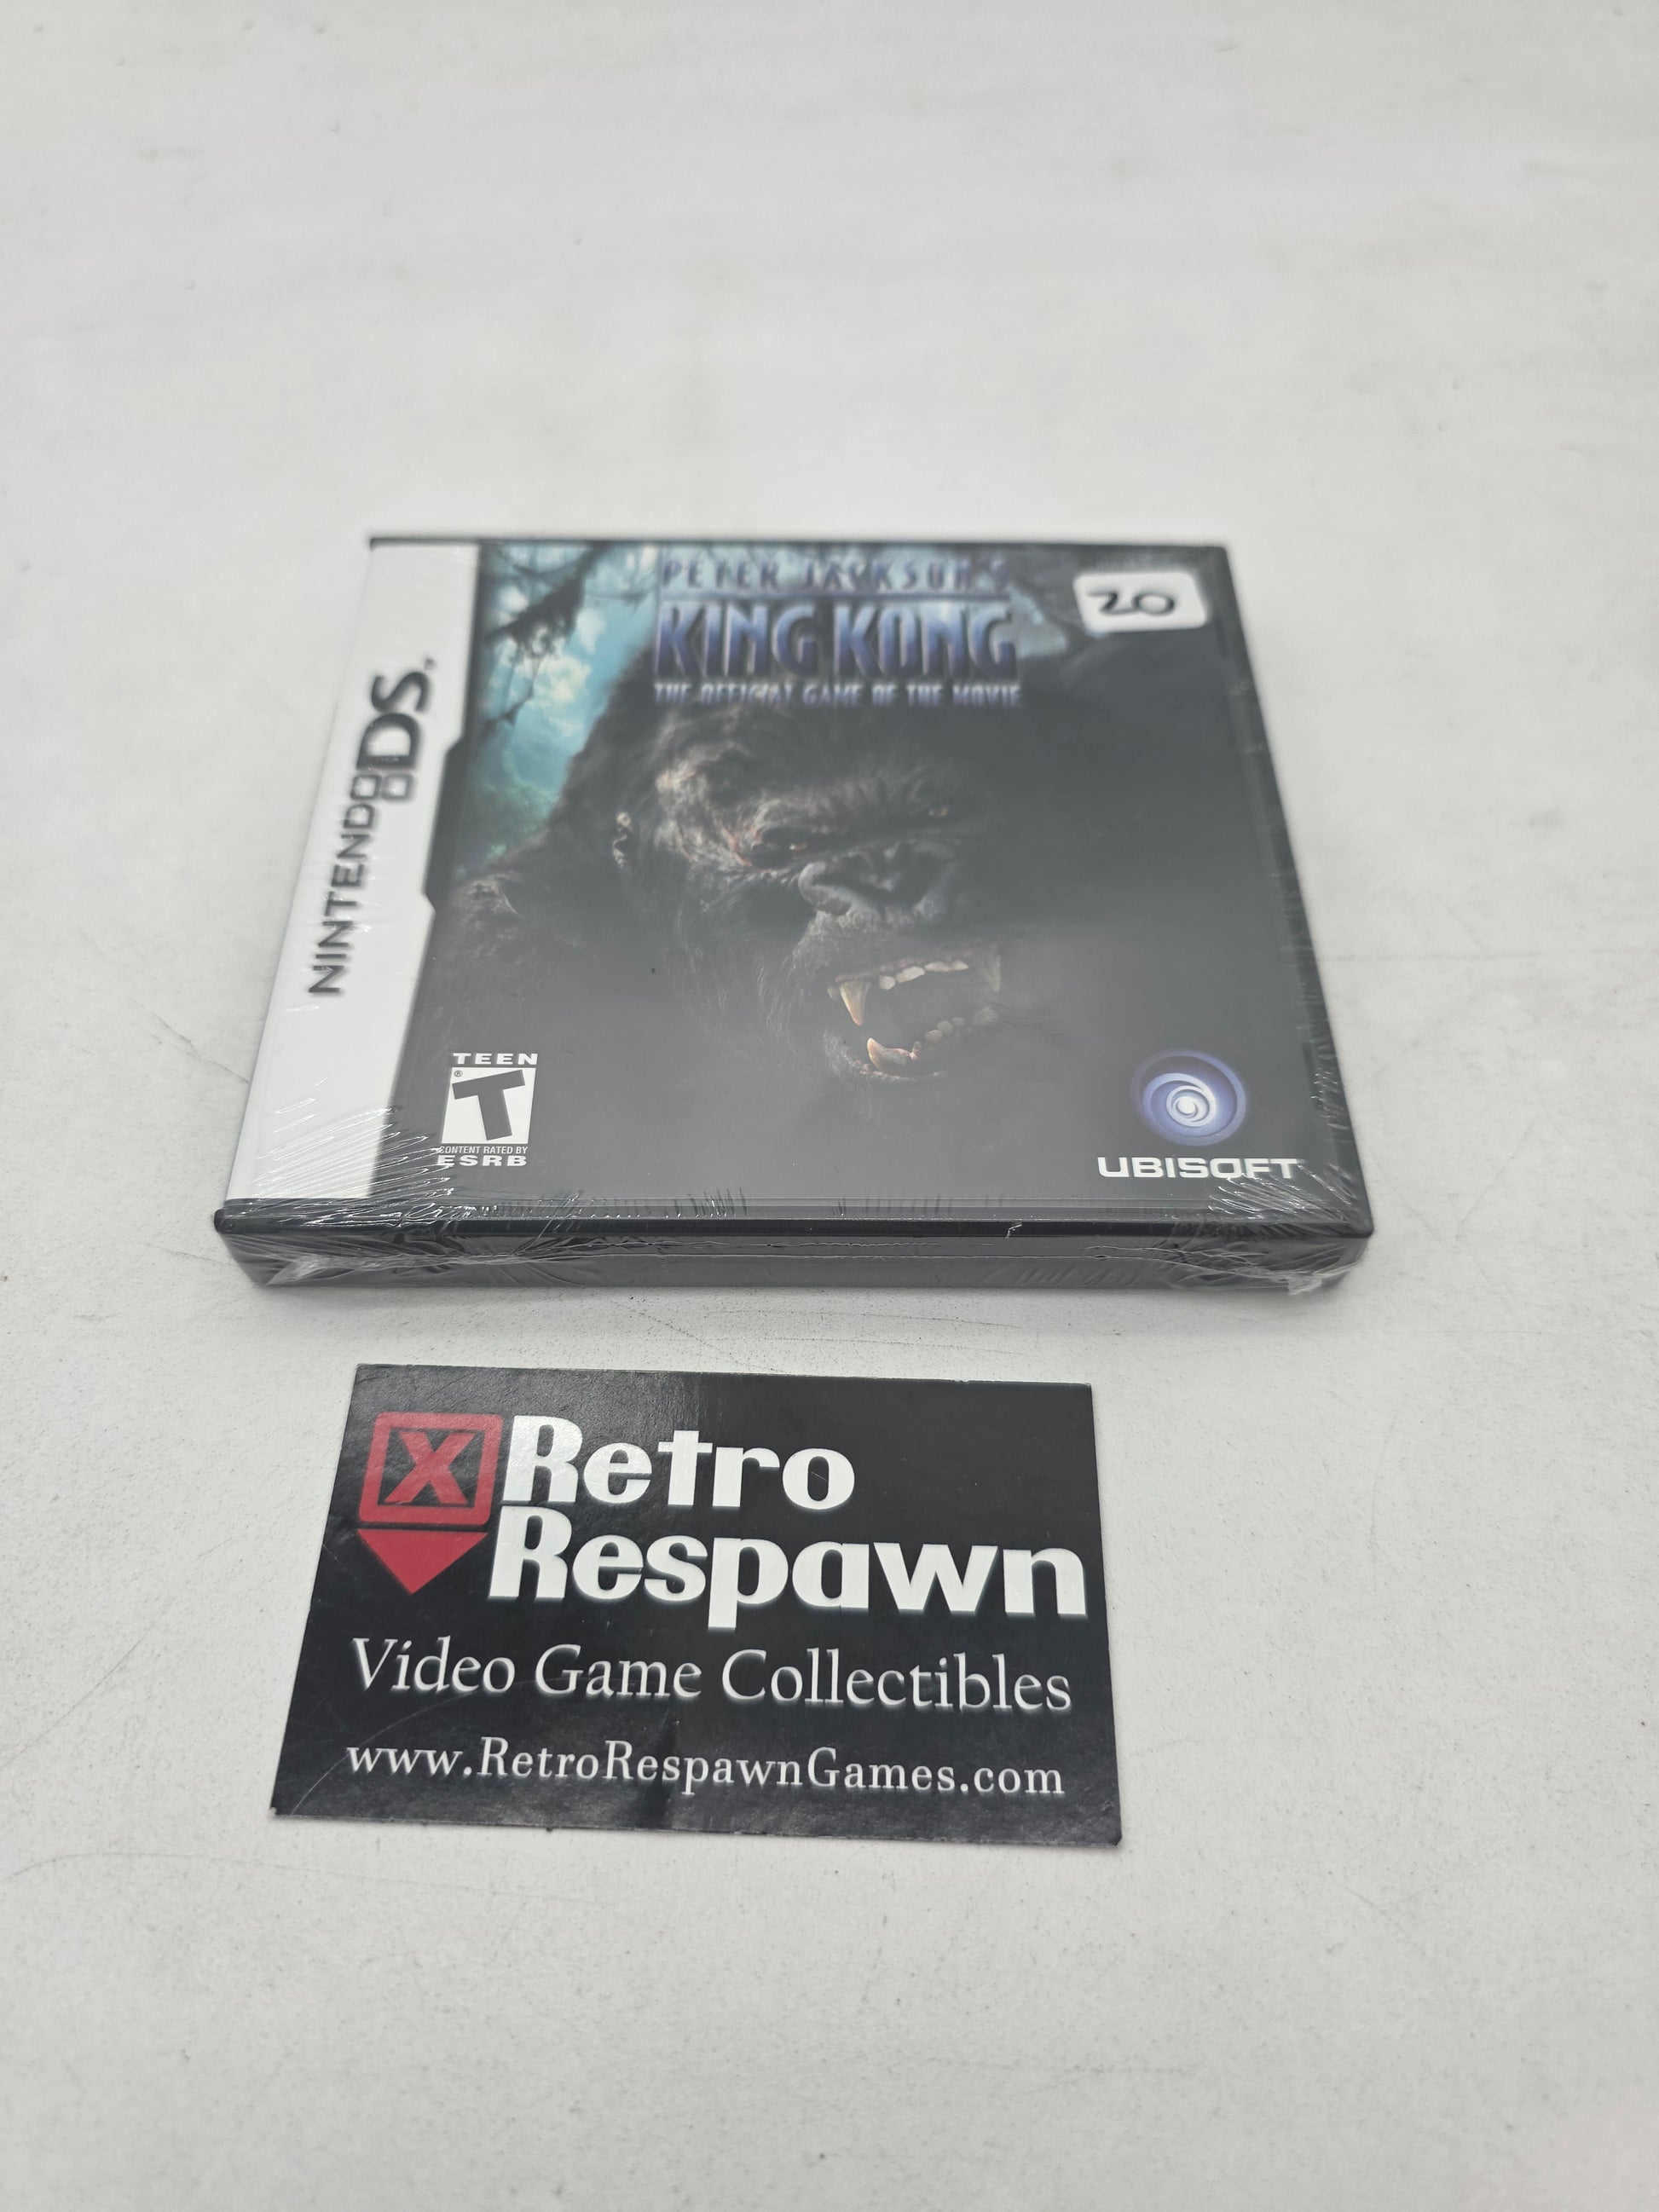 PETER JACKSON'S
KING KONG
THE OFFICIAL GAME OF THE MOVIE
20
NINTENDO DS
TEEN
T
CONTENT RATED BY
ESRB
UBISOFT
X Retro
Respawn
Video Game Collectibles
www.RetroRespawnGames.com